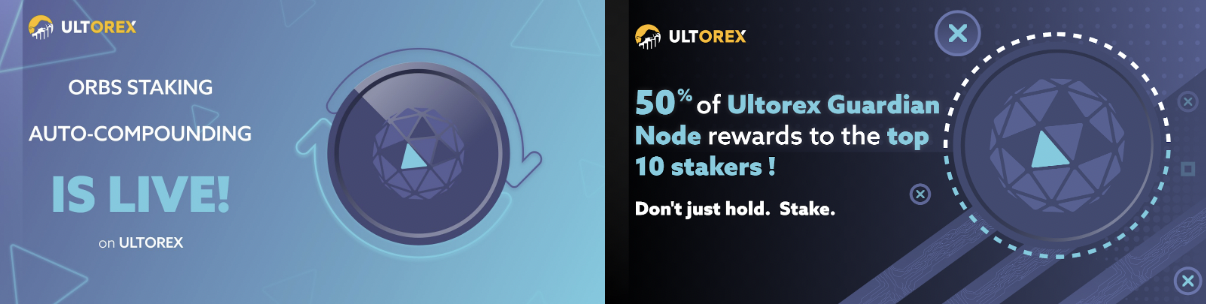 ULTOREX
ORBS STAKING
AUTO-COMPOUNDING
IS LIVE!
on ULTOREX
ULTOREX
50% of Ultorex Guardian
Node rewards to the top
10 stakers !
Don't just hold. Stake.